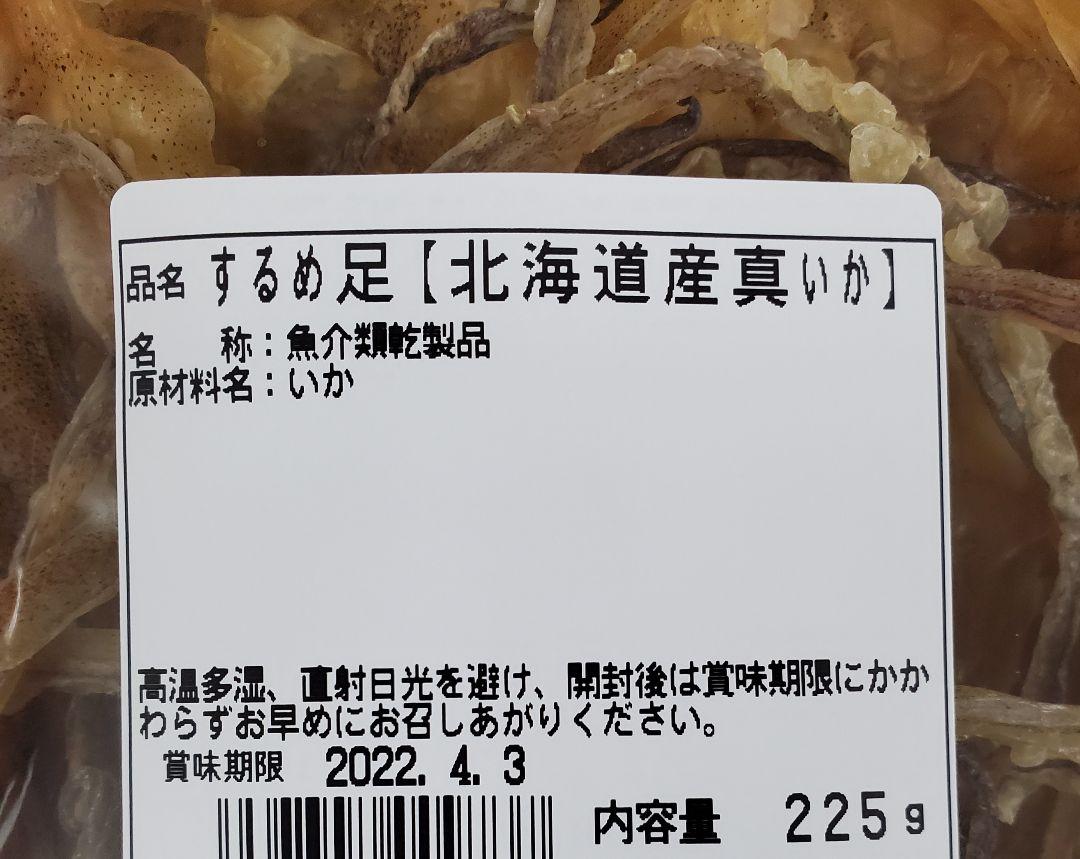 品名 するめ足【北海道産真いか】
名　　称：魚介類乾製品
原材料名：いか
高温多湿、直射日光を避け、開封後は賞味期限にかか
わらずお早めにお召しあがりください。
賞味期限 2022. 4. 3
内容量 225g